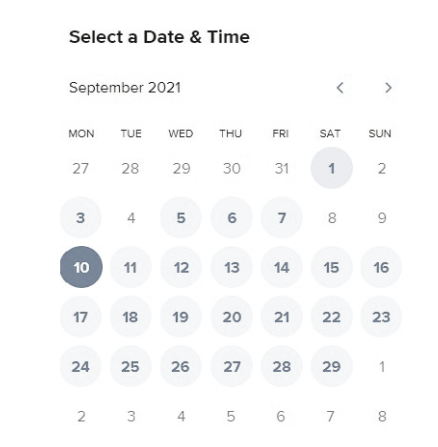 Select a Date & Time
September 2021
MON TUE WED THU FRI SAT SUN
27 28 29 30 31 1 2
3 4 5 6 7 8 9
10 11 12 13 14 15 16
17 18 19 20 21 22 23
24 25 26 27 28 29 1
2 3 4 5 6 7 8